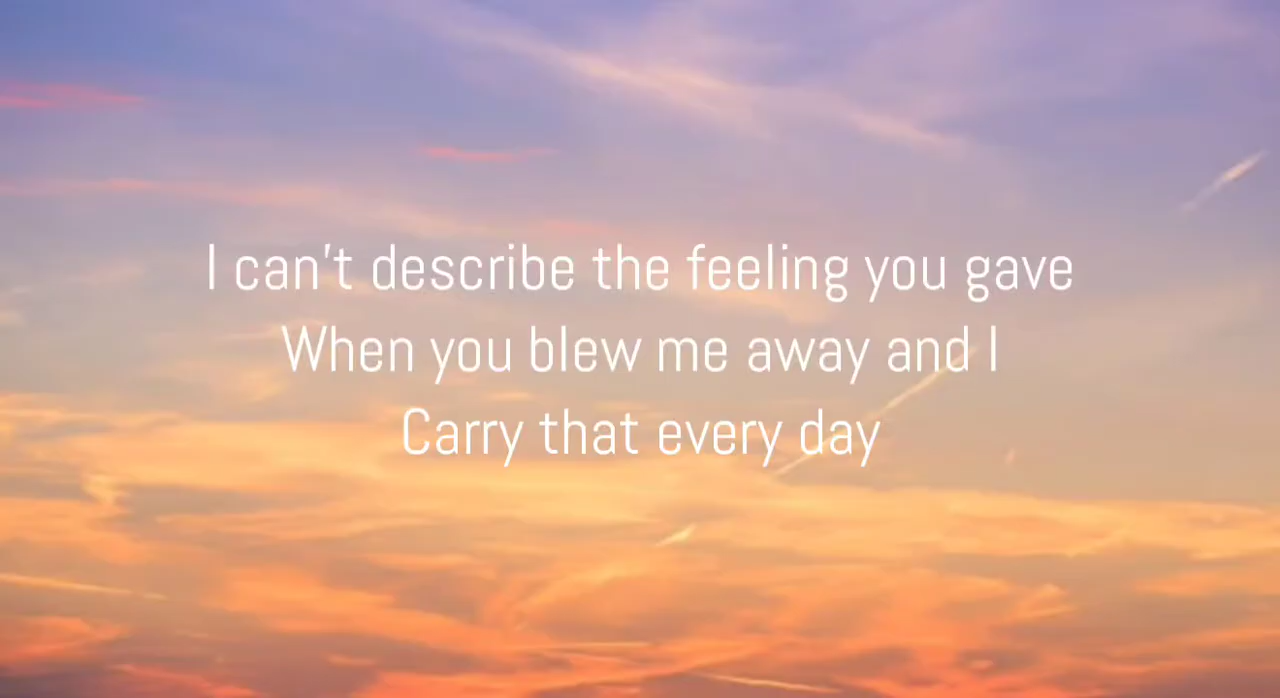 I can't describe the feeling you gave
When you blew me away and I
Carry that every day